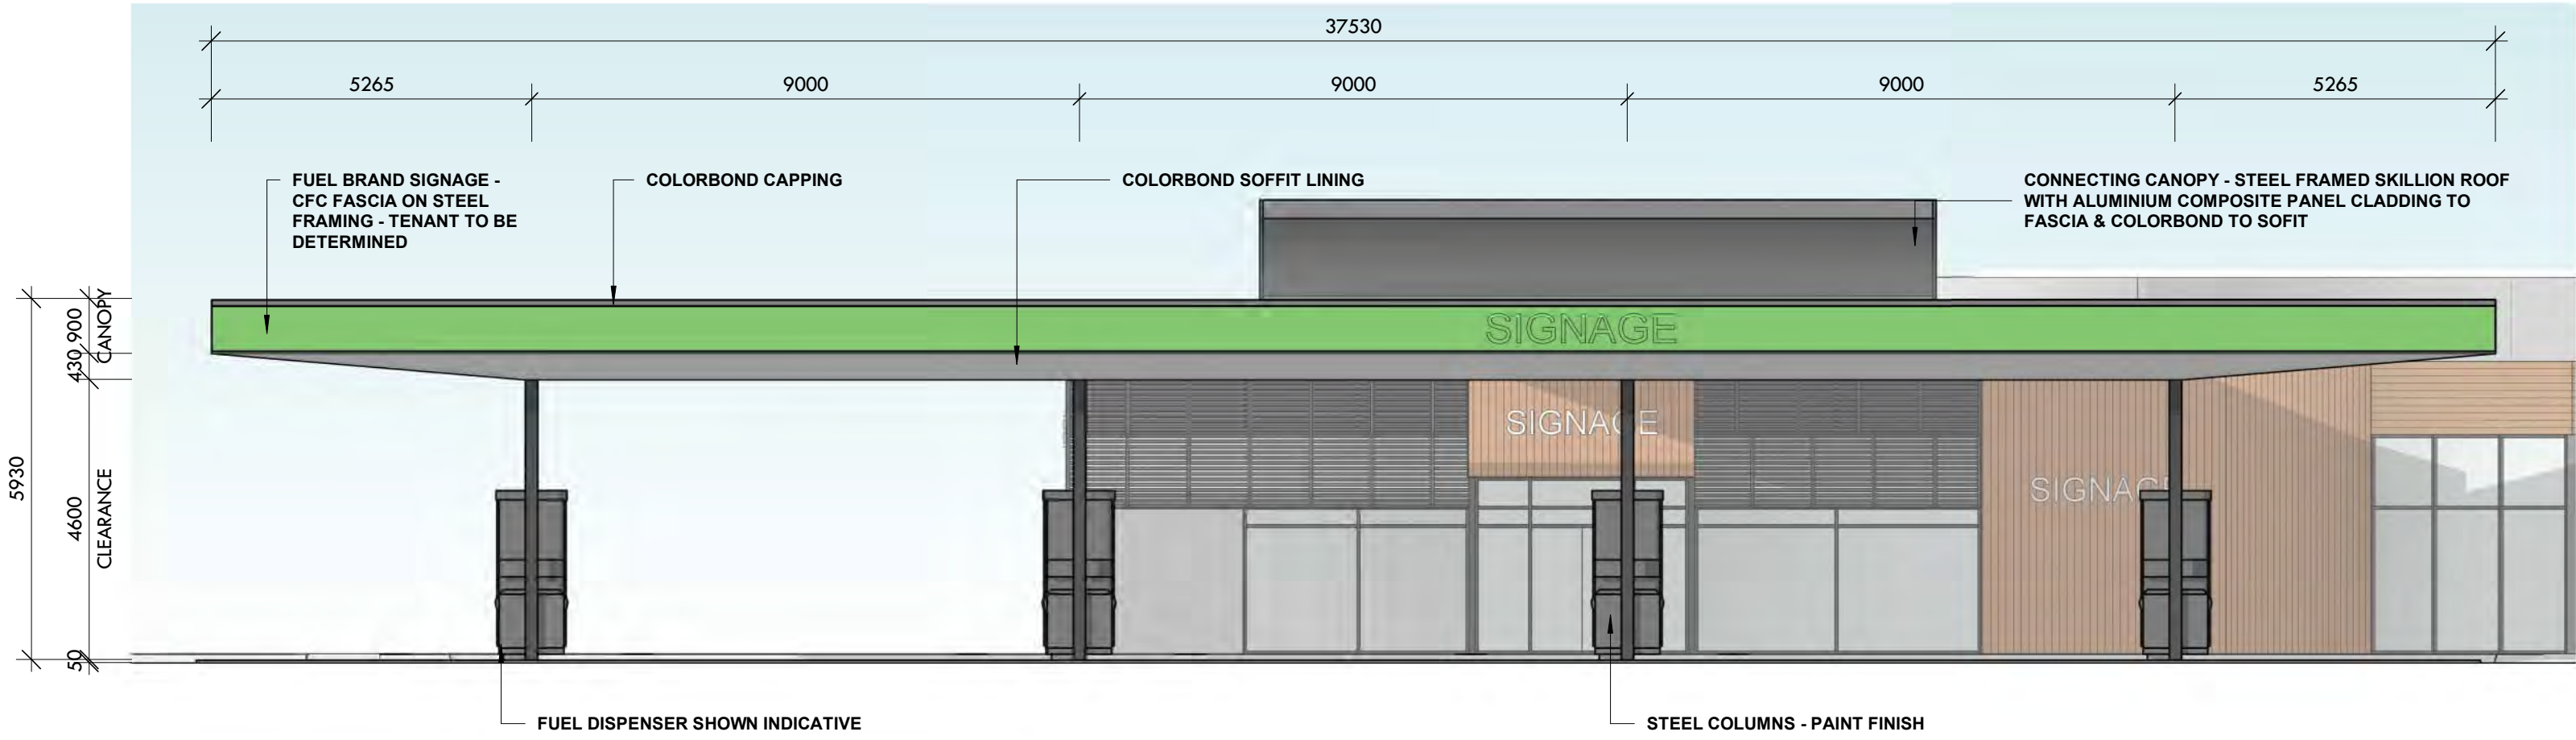 37530
5265
9000
9000
9000
5265
FUEL BRAND SIGNAGE -
CFC FASCIA ON STEEL
FRAMING - TENANT TO BE
DETERMINED
COLORBOND CAPPING
COLORBOND SOFFIT LINING
CONNECTING CANOPY - STEEL FRAMED SKILLION ROOF
WITH ALUMINIUM COMPOSITE PANEL CLADDING TO
FASCIA & COLORBOND TO SOFIT
900
CANOPY
430
5930
4600
CLEARANCE
50
SIGNAGE
SIGNAGE
SIGNAGE
FUEL DISPENSER SHOWN INDICATIVE
STEEL COLUMNS - PAINT FINISH